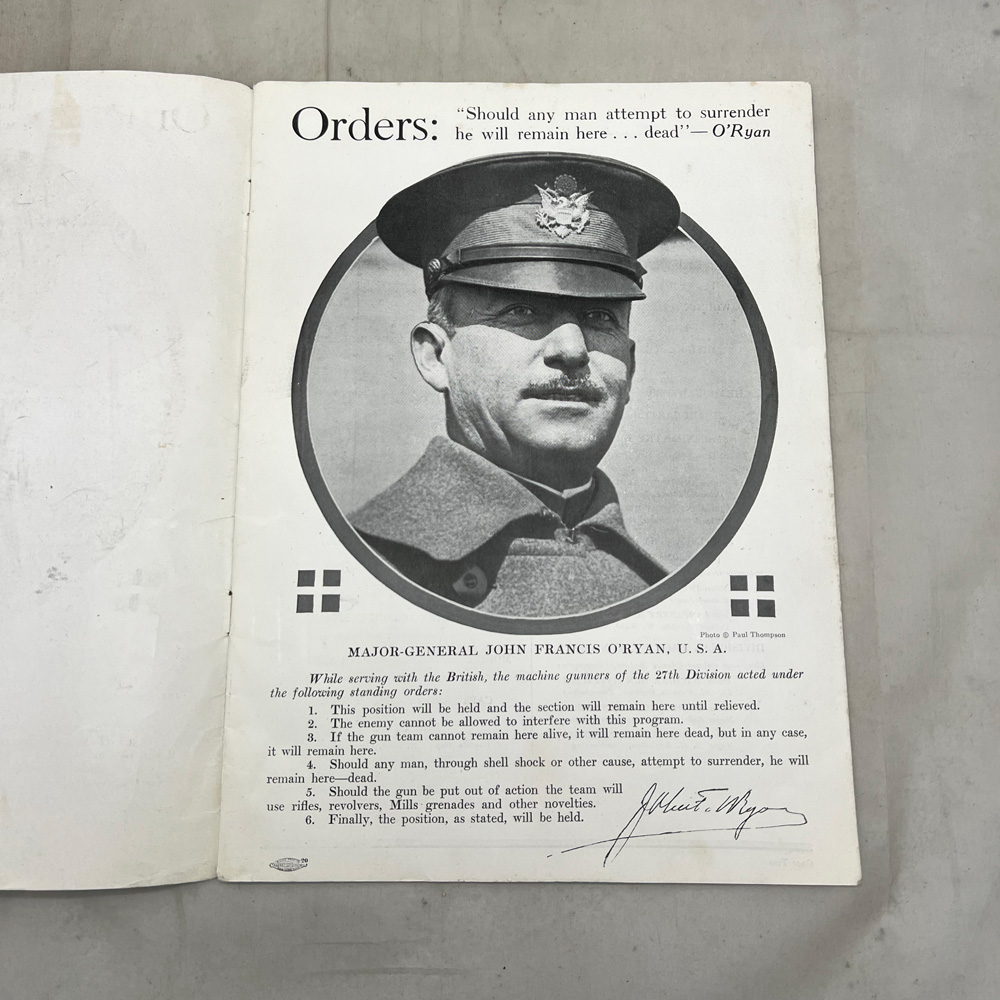 Orders:
"Should any man attempt to surrender
he will remain here . . . dead"—O'Ryan
Photo © Paul Thompson
MAJOR-GENERAL JOHN FRANCIS O'RYAN, U. S. A.
While serving with the British, the machine gunners of the 27th Division acted under
the following standing orders:
1. This position will be held and the section will remain here until relieved.
2. The enemy cannot be allowed to interfere with this program.
3. If the gun team cannot remain here alive, it will remain here dead, but in any case,
it will remain here.
4. Should any man, through shell shock or other cause, attempt to surrender, he will
remain here—dead.
5. Should the gun be put out of action the team will
use rifles, revolvers, Mills grenades and other novelties.
6. Finally, the position, as stated, will be held.
20